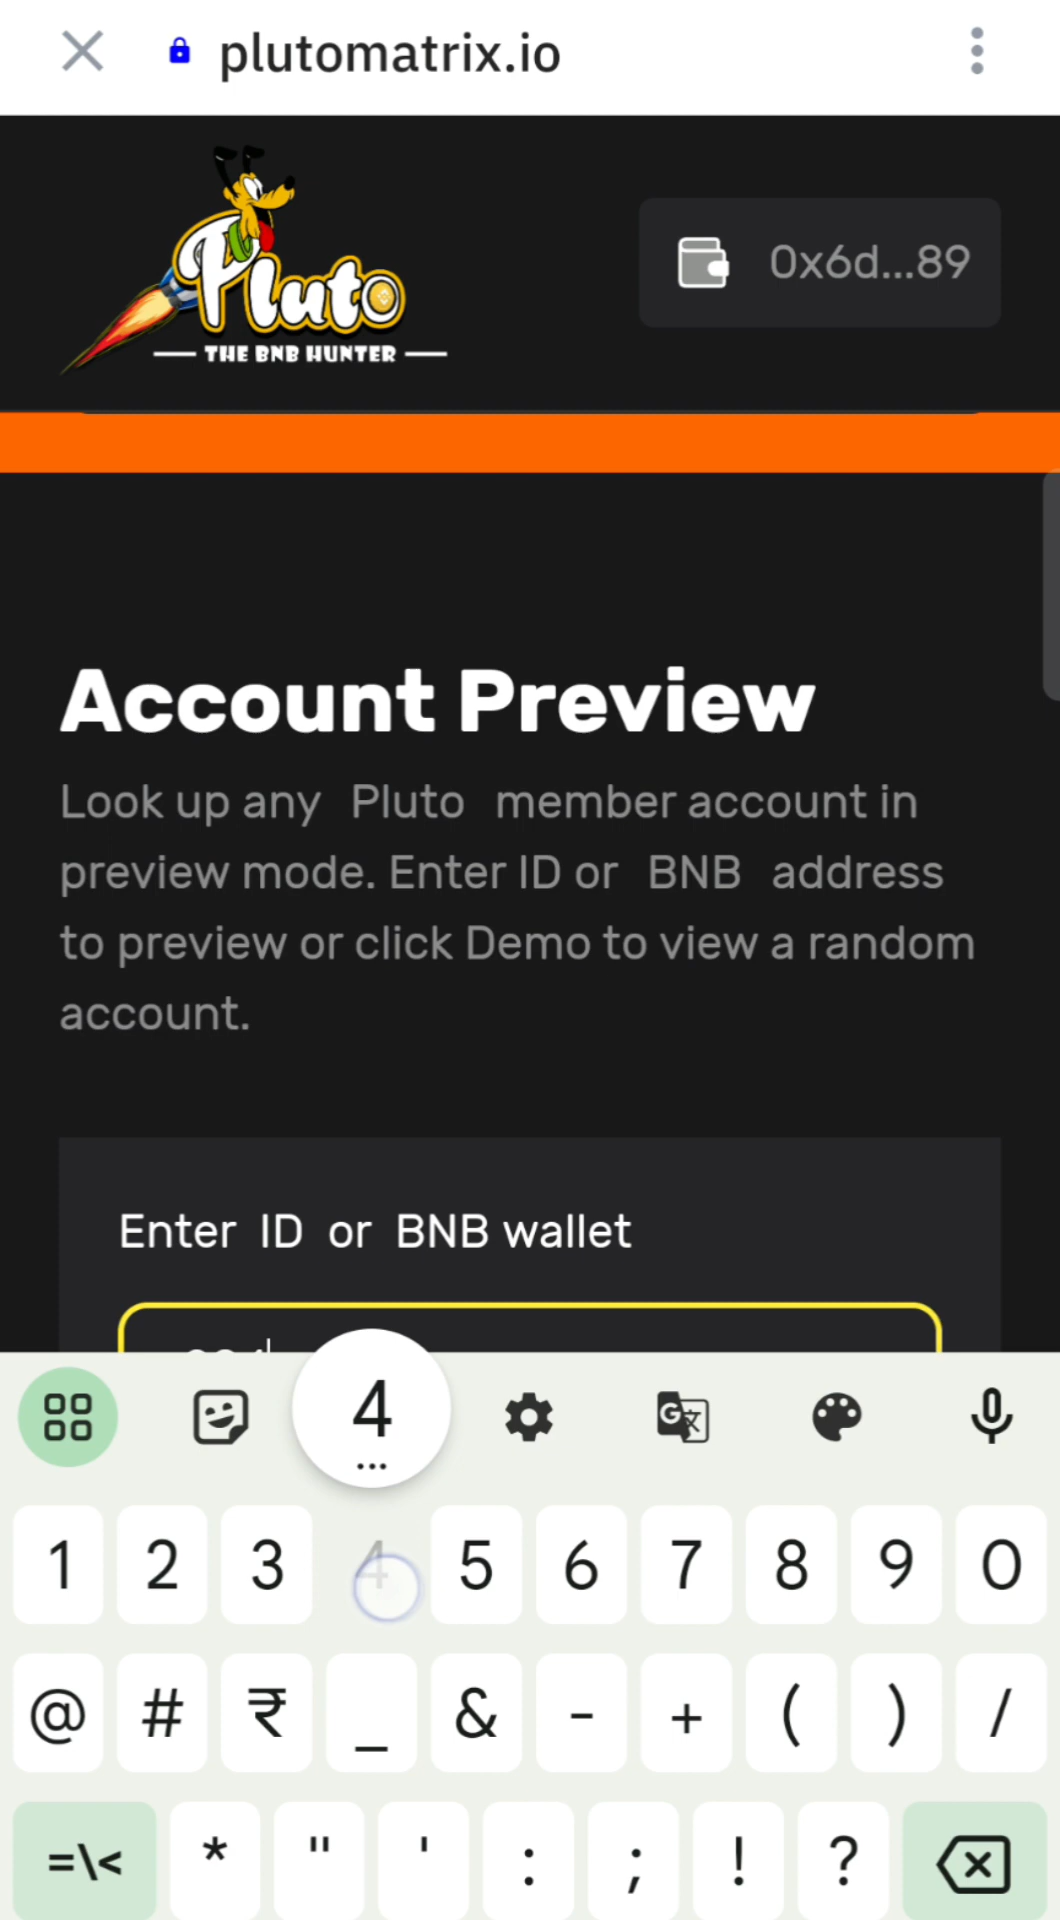 plutomatrix.io
Pluto
THE BNB HUNTER
0x6d...89
Account Preview
Look up any Pluto member account in
preview mode. Enter ID or BNB address
to preview or click Demo to view a random
account.
Enter ID or BNB wallet
4
...
1 2 3 4 5 6 7 8 9 0
@ # ₹ _ & - + ( ) /
=\< * " ' : ; ! ?